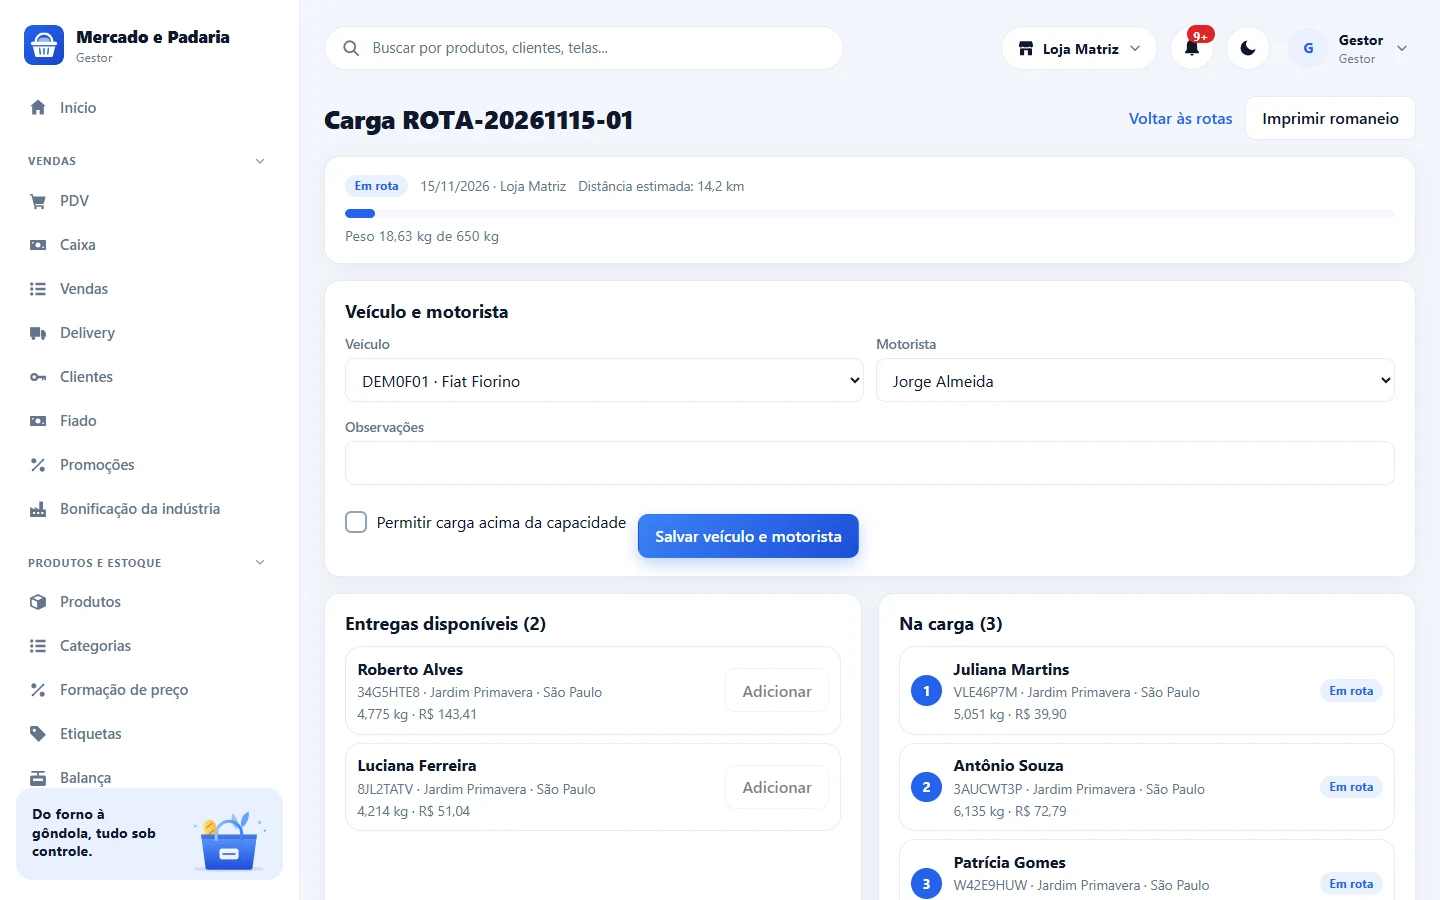 Mercado e Padaria
Gestor
Início
VENDAS
PDV
Caixa
Vendas
Delivery
Clientes
Fiado
Promoções
Bonificação da indústria
PRODUTOS E ESTOQUE
Produtos
Categorias
Formação de preço
Etiquetas
Balança
Do forno à
gôndola, tudo sob
controle.
Buscar por produtos, clientes, telas...
Loja Matriz
9+
G
Gestor
Gestor
Carga ROTA-20261115-01
Voltar às rotas
Imprimir romaneio
Em rota
15/11/2026 · Loja Matriz
Distância estimada: 14,2 km
Peso 18,63 kg de 650 kg
Veículo e motorista
Veículo
Motorista
DEM0F01 · Fiat Fiorino
Jorge Almeida
Observações
Permitir carga acima da capacidade
Salvar veículo e motorista
Entregas disponíveis (2)
Roberto Alves
34G5HTE8 · Jardim Primavera · São Paulo
4,775 kg · R$ 143,41
Adicionar
Luciana Ferreira
8JL2TATV · Jardim Primavera · São Paulo
4,214 kg · R$ 51,04
Adicionar
Na carga (3)
1
Juliana Martins
VLE46P7M · Jardim Primavera · São Paulo
5,051 kg · R$ 39,90
Em rota
2
Antônio Souza
3AUCWT3P · Jardim Primavera · São Paulo
6,135 kg · R$ 72,79
Em rota
3
Patrícia Gomes
W42E9HUW · Jardim Primavera · São Paulo
Em rota